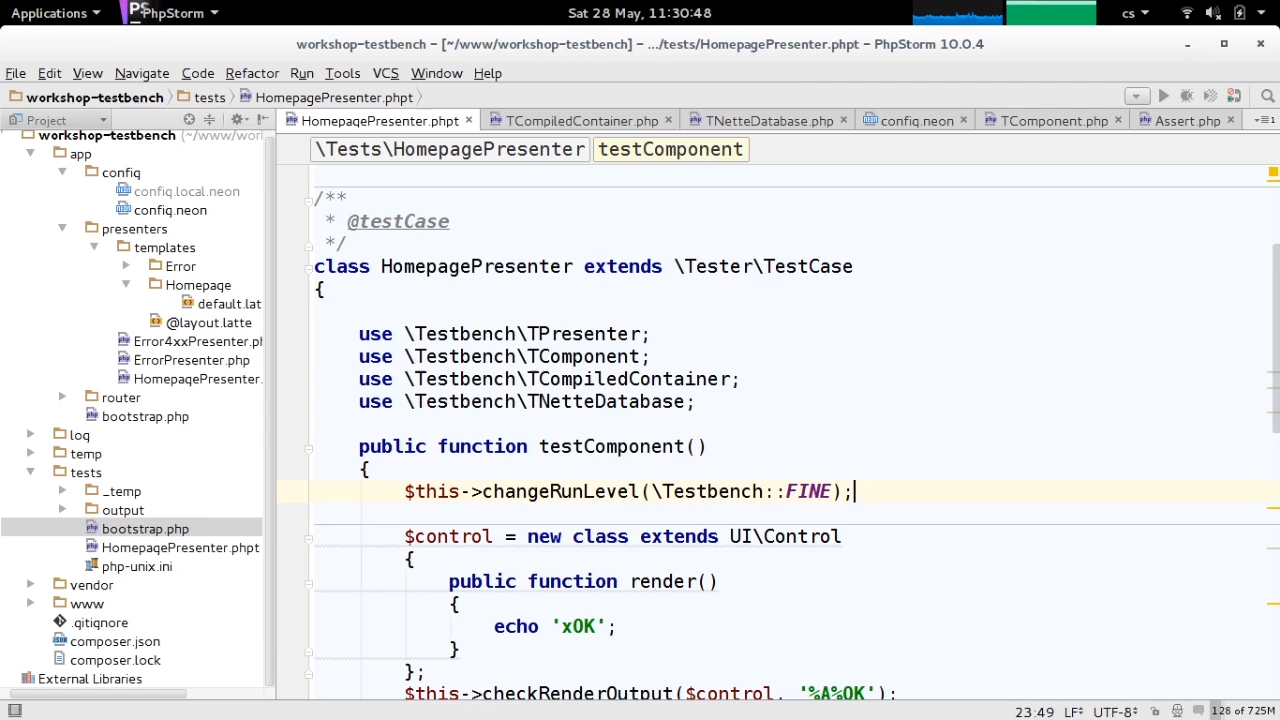 Applications PhpStorm Sat 28 May, 11:30:48 cs
workshop-testbench – [~/www/workshop-testbench] – .../tests/HomepagePresenter.phpt – PhpStorm 10.0.4
File Edit View Navigate Code Refactor Run Tools VCS Window Help
workshop-testbench tests HomepagePresenter.phpt
Project
HomepagePresenter.phpt TCompiledContainer.php TNetteDatabase.php config.neon TComponent.php Assert.php
workshop-testbench (~/www/wor
app
config
config.local.neon
config.neon
presenters
templates
Error
Homepage
default.lat
@layout.latte
Error4xxPresenter.ph
ErrorPresenter.php
HomepagePresenter.
router
bootstrap.php
log
temp
tests
_temp
output
bootstrap.php
HomepagePresenter.phpt
php-unix.ini
vendor
www
.gitignore
composer.json
composer.lock
External Libraries
\Tests\HomepagePresenter testComponent
/**
* @testCase
*/
class HomepagePresenter extends \Tester\TestCase
{
use \Testbench\TPresenter;
use \Testbench\TComponent;
use \Testbench\TCompiledContainer;
use \Testbench\TNetteDatabase;
public function testComponent()
{
$this->changeRunLevel(\Testbench::FINE);
$control = new class extends UI\Control
{
public function render()
{
echo 'xOK';
}
};
$this->checkRenderOutput($control, '%A%OK');
23:49 LF UTF-8 128 of 725M